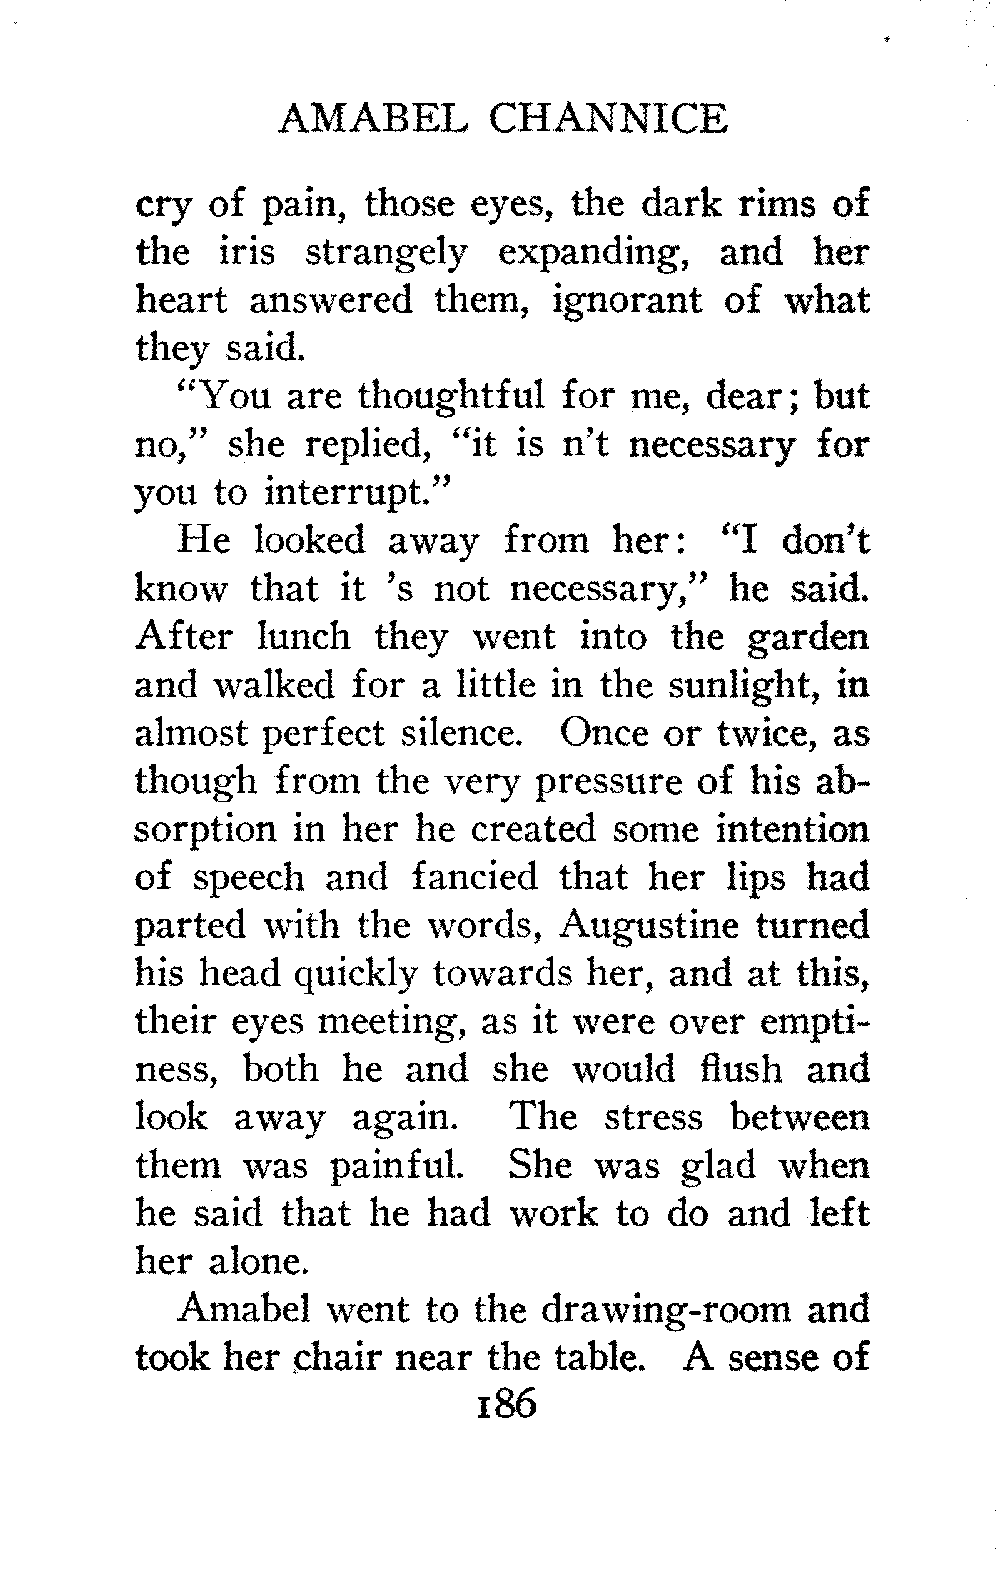 AMABEL CHANNICE
cry of pain, those eyes, the dark rims of
the iris strangely expanding, and her
heart answered them, ignorant of what
they said.
"You are thoughtful for me, dear; but
no," she replied, "it is n't necessary for
you to interrupt."
He looked away from her: "I don't
know that it 's not necessary," he said.
After lunch they went into the garden
and walked for a little in the sunlight, in
almost perfect silence. Once or twice, as
though from the very pressure of his ab-
sorption in her he created some intention
of speech and fancied that her lips had
parted with the words, Augustine turned
his head quickly towards her, and at this,
their eyes meeting, as it were over empti-
ness, both he and she would flush and
look away again. The stress between
them was painful. She was glad when
he said that he had work to do and left
her alone.
Amabel went to the drawing-room and
took her chair near the table. A sense of
186